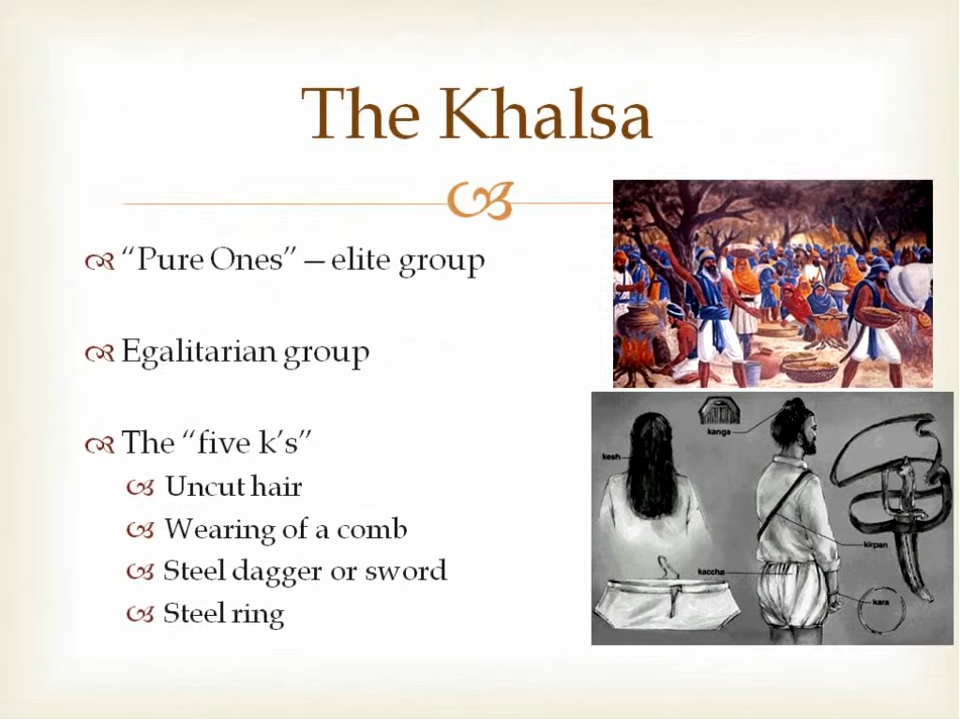 The Khalsa
“Pure Ones” – elite group
Egalitarian group
The “five k’s”
Uncut hair
Wearing of a comb
Steel dagger or sword
Steel ring
kanga
kesh
kirpan
kaccha
kara